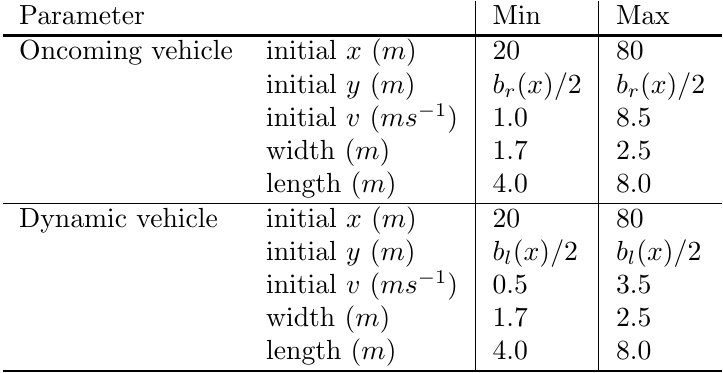 Parameter Min Max
Oncoming vehicle initial x (m) 20 80
initial y (m) b_r(x)/2 b_r(x)/2
initial v (ms^{-1}) 1.0 8.5
width (m) 1.7 2.5
length (m) 4.0 8.0
Dynamic vehicle initial x (m) 20 80
initial y (m) b_l(x)/2 b_l(x)/2
initial v (ms^{-1}) 0.5 3.5
width (m) 1.7 2.5
length (m) 4.0 8.0